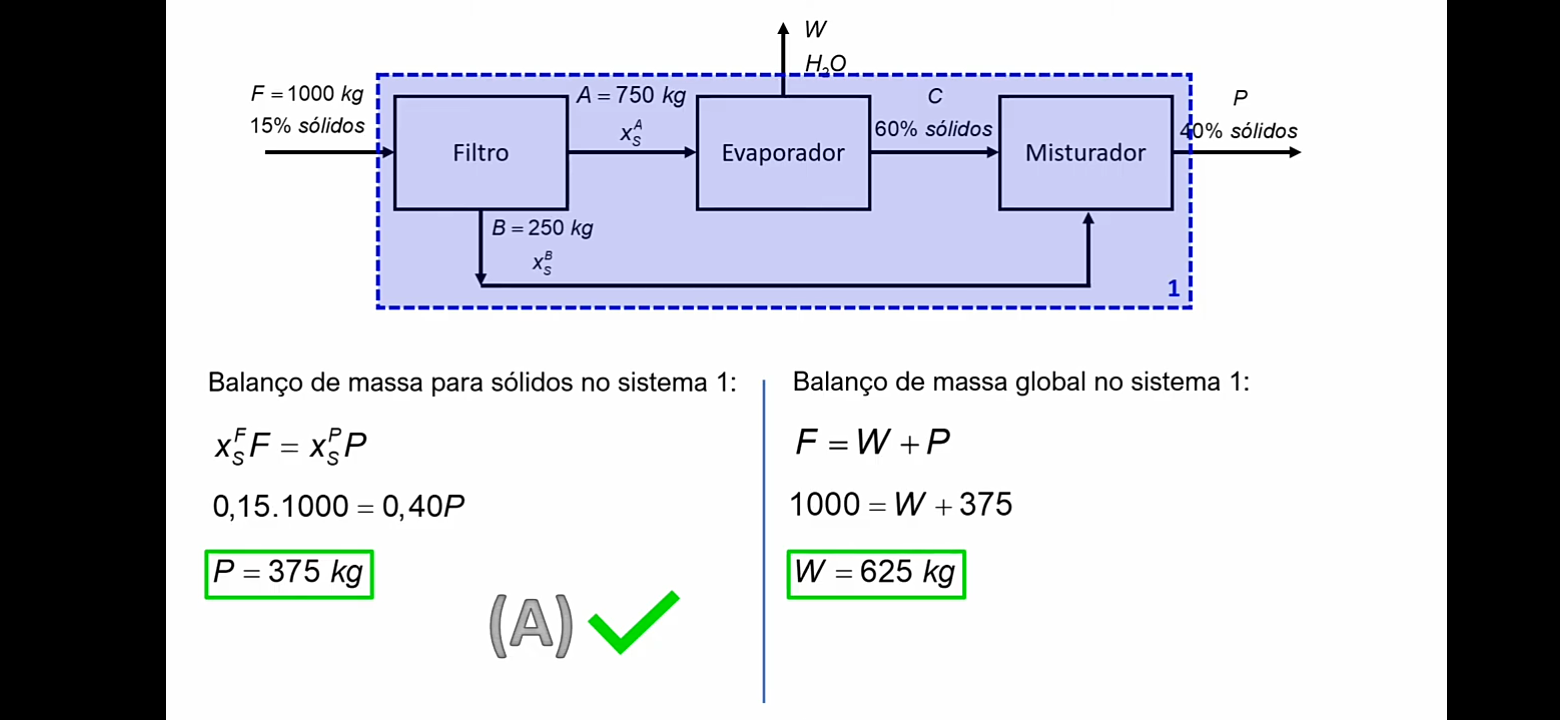 W
H₂O
F = 1000 kg
15% sólidos
Filtro
A = 750 kg
x_S^A
Evaporador
C
60% sólidos
Misturador
P
40% sólidos
B = 250 kg
x_S^B
1
Balanço de massa para sólidos no sistema 1:
x_S^F F = x_S^P P
0,15.1000 = 0,40P
P = 375 kg
(A)
Balanço de massa global no sistema 1:
F = W + P
1000 = W + 375
W = 625 kg